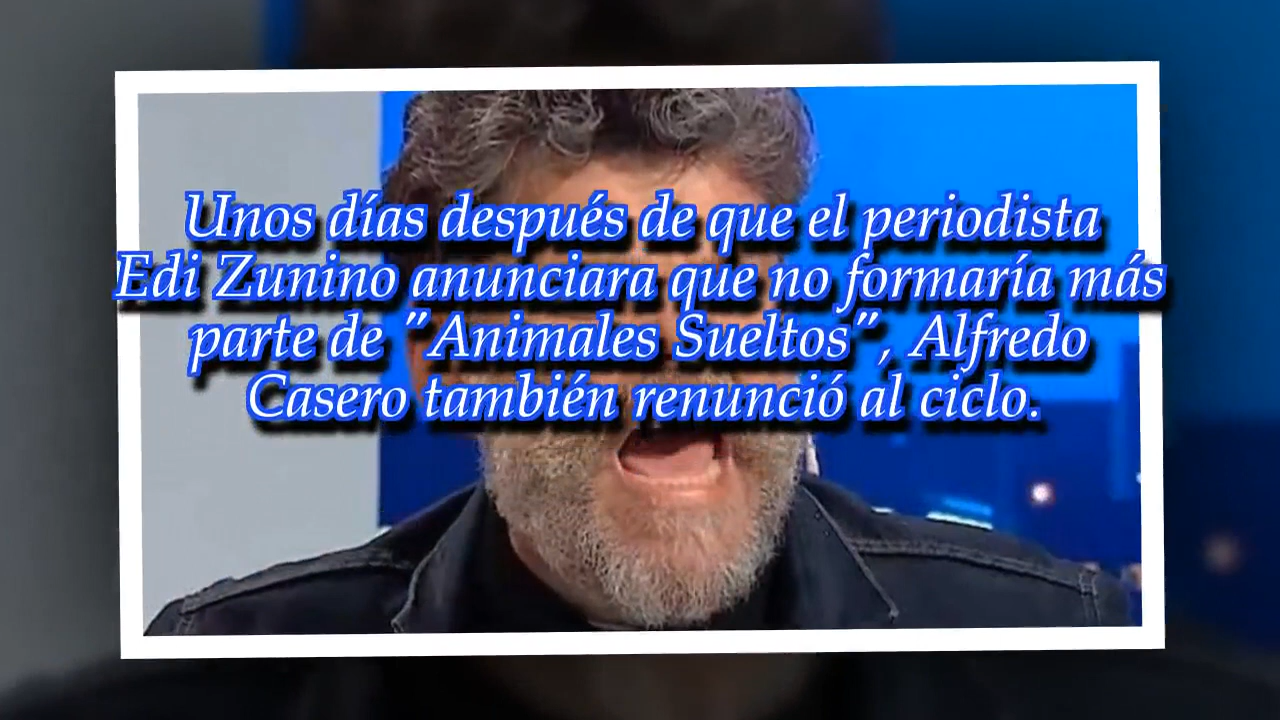 Unos días después de que el periodista
Edi Zunino anunciara que no formaría más
parte de "Animales Sueltos", Alfredo
Casero también renunció al ciclo.